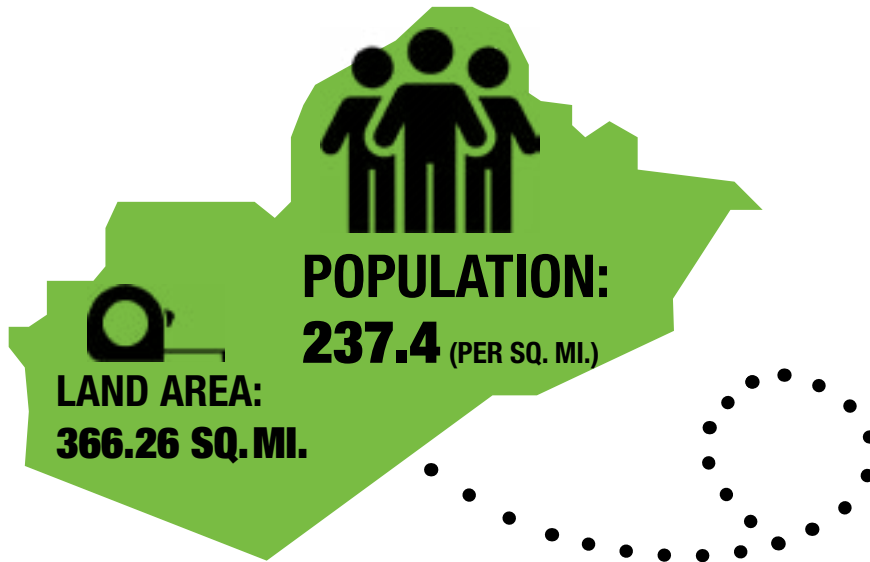 POPULATION:
237.4 (PER SQ. MI.)
LAND AREA:
366.26 SQ. MI.